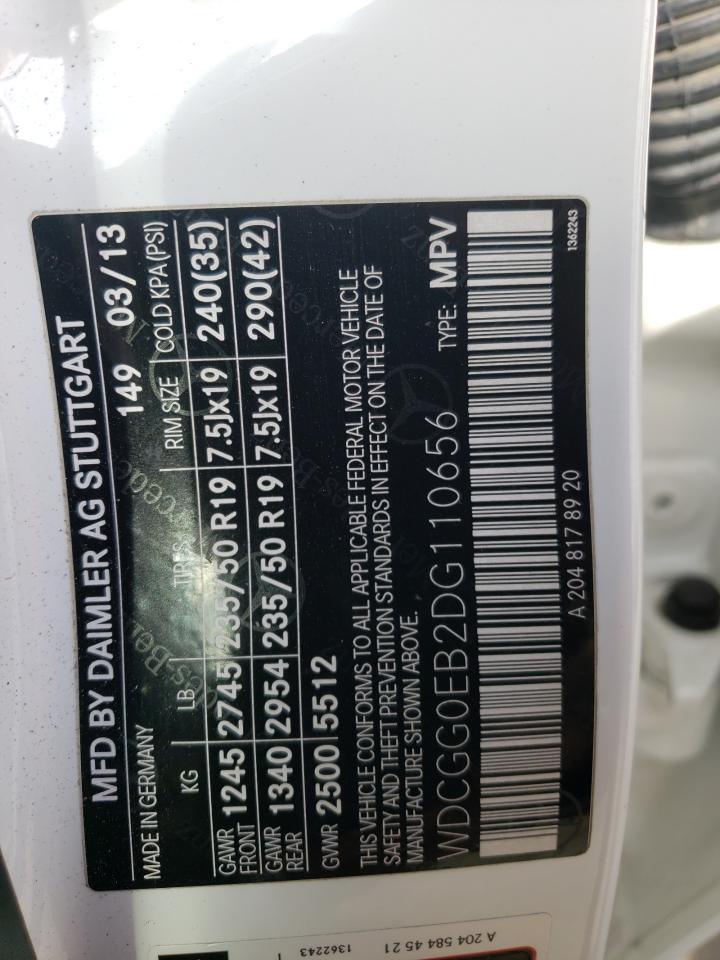 MFD BY DAIMLER AG STUTTGART
MADE IN GERMANY 149 03/13
KG LB TIRES RIM SIZE COLD KPA(PSI)
GAWR FRONT 1245 2745 235/50 R19 7.5Jx19 240(35)
GAWR REAR 1340 2954 235/50 R19 7.5Jx19 290(42)
GVWR 2500 5512
THIS VEHICLE CONFORMS TO ALL APPLICABLE FEDERAL MOTOR VEHICLE
SAFETY AND THEFT PREVENTION STANDARDS IN EFFECT ON THE DATE OF
MANUFACTURE SHOWN ABOVE.
WDCGG0EB2DG110656 TYPE: MPV
A 204 817 89 20 1362243
A 204 584 45 21
1362243